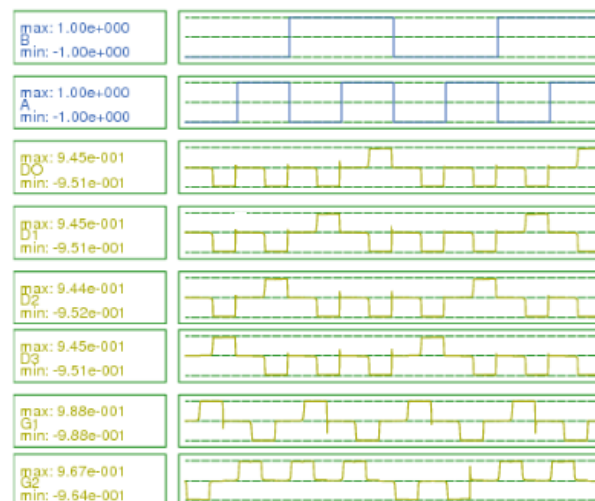 max: 1.00e+000
B
min: -1.00e+000
max: 1.00e+000
A
min: -1.00e+000
max: 9.45e-001
D0
min: -9.51e-001
max: 9.45e-001
D1
min: -9.51e-001
max: 9.44e-001
D2
min: -9.52e-001
max: 9.45e-001
D3
min: -9.51e-001
max: 9.88e-001
G1
min: -9.88e-001
max: 9.67e-001
G2
min: -9.64e-001